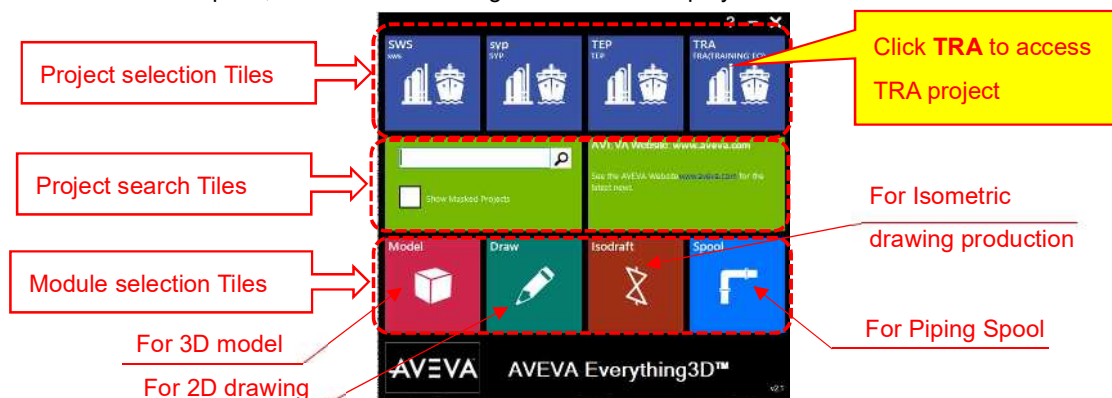 ? – ✕
SWS
sws
syp
SYP
TEP
TEP
TRA
Click TRA to access
TRA project
Project selection Tiles
AVEVA Website: www.aveva.com
See the AVEVA Website www.aveva.com for the
latest news.
Show Masked Projects
Project search Tiles
For Isometric
drawing production
Model
Draw
Isodraft
Spool
Module selection Tiles
For 3D model
For 2D drawing
For Piping Spool
AVEVA
AVEVA Everything3D™
v2.1